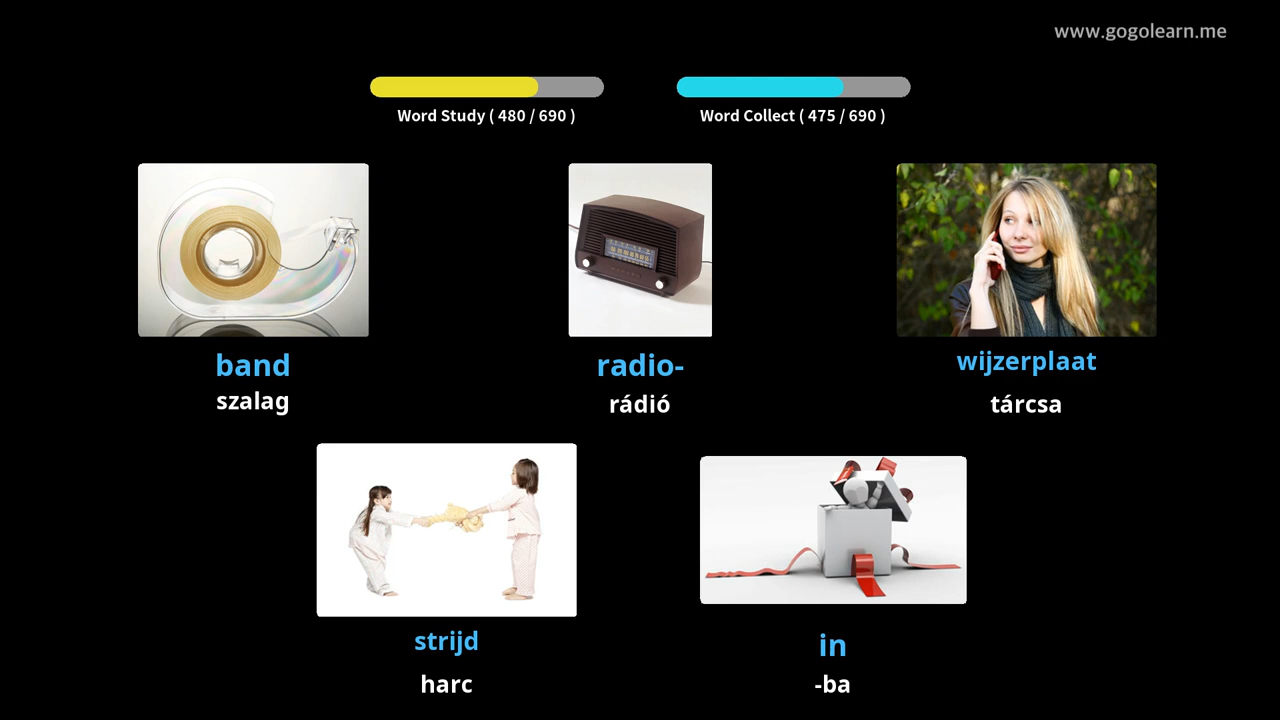 www.gogolearn.me
Word Study ( 480 / 690 )
Word Collect ( 475 / 690 )
band
szalag
radio-
rádió
wijzerplaat
tárcsa
strijd
harc
in
-ba